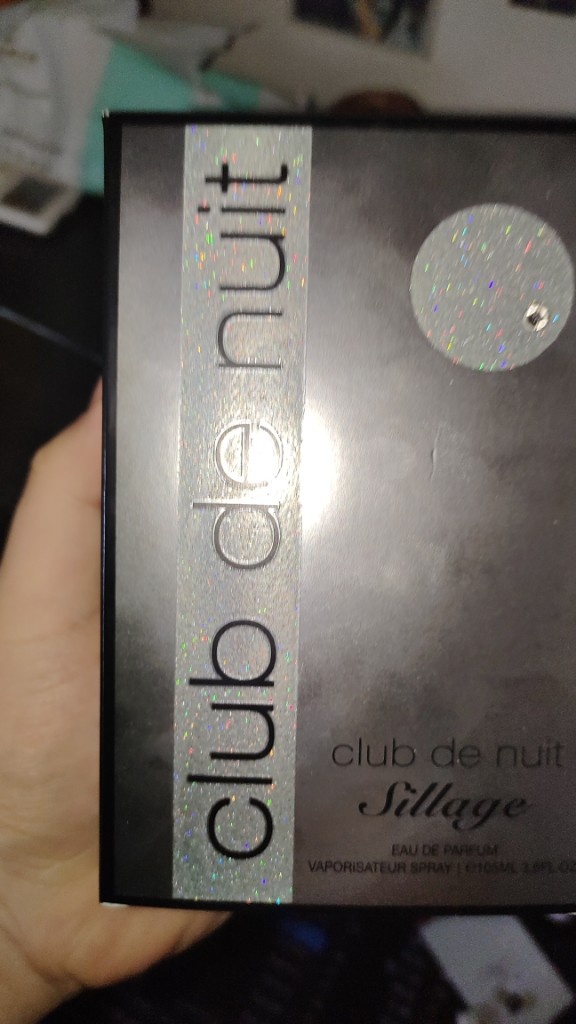 club de nuit
club de nuit
Sillage
EAU DE PARFUM
VAPORISATEUR SPRAY | ℮105ML 3.6FL.OZ